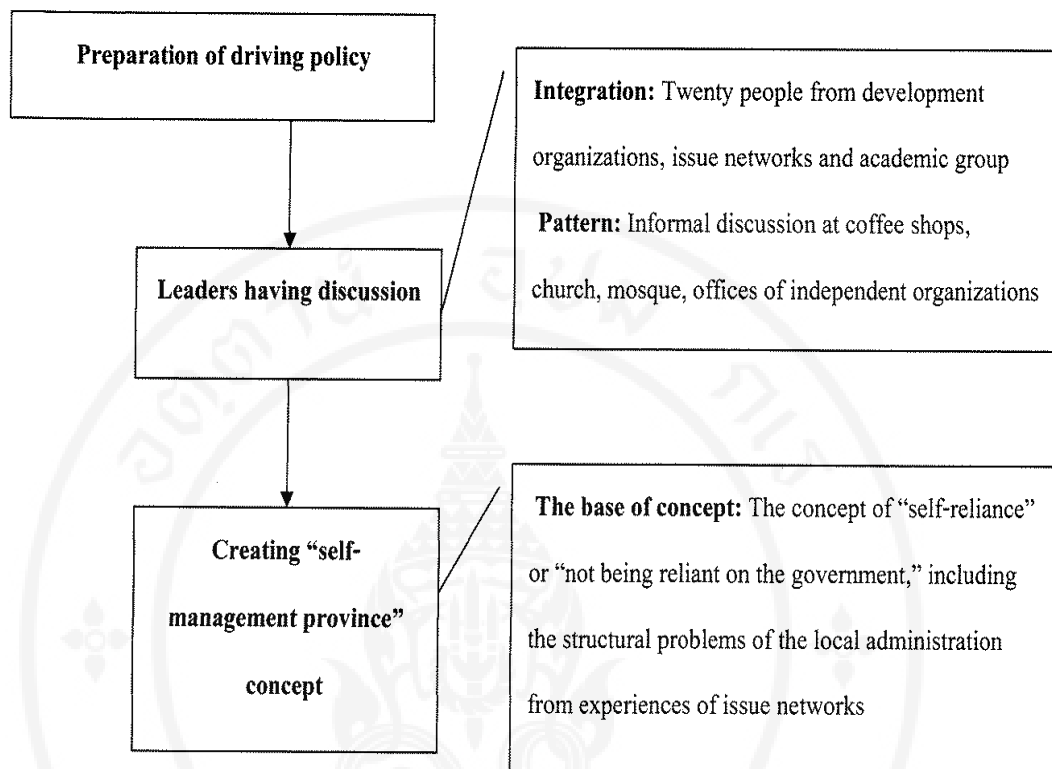 Preparation of driving policy
Integration: Twenty people from development
organizations, issue networks and academic group
Pattern: Informal discussion at coffee shops,
church, mosque, offices of independent organizations
Leaders having discussion
The base of concept: The concept of “self-reliance”
or “not being reliant on the government,” including
the structural problems of the local administration
from experiences of issue networks
Creating “self-
management province”
concept